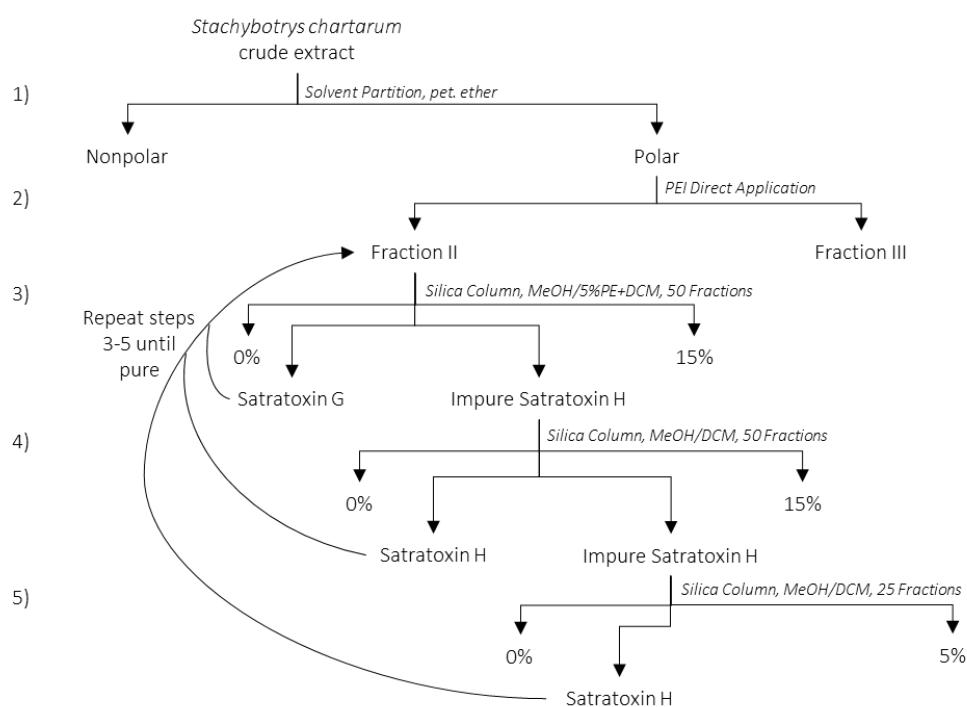 Stachybotrys chartarum
crude extract
1)
Solvent Partition, pet. ether
Nonpolar
Polar
2)
PEI Direct Application
Fraction II
Fraction III
3)
Silica Column, MeOH/5%PE+DCM, 50 Fractions
Repeat steps
3-5 until
pure
0%
15%
Satratoxin G
Impure Satratoxin H
4)
Silica Column, MeOH/DCM, 50 Fractions
0%
15%
Satratoxin H
Impure Satratoxin H
5)
Silica Column, MeOH/DCM, 25 Fractions
0%
5%
Satratoxin H